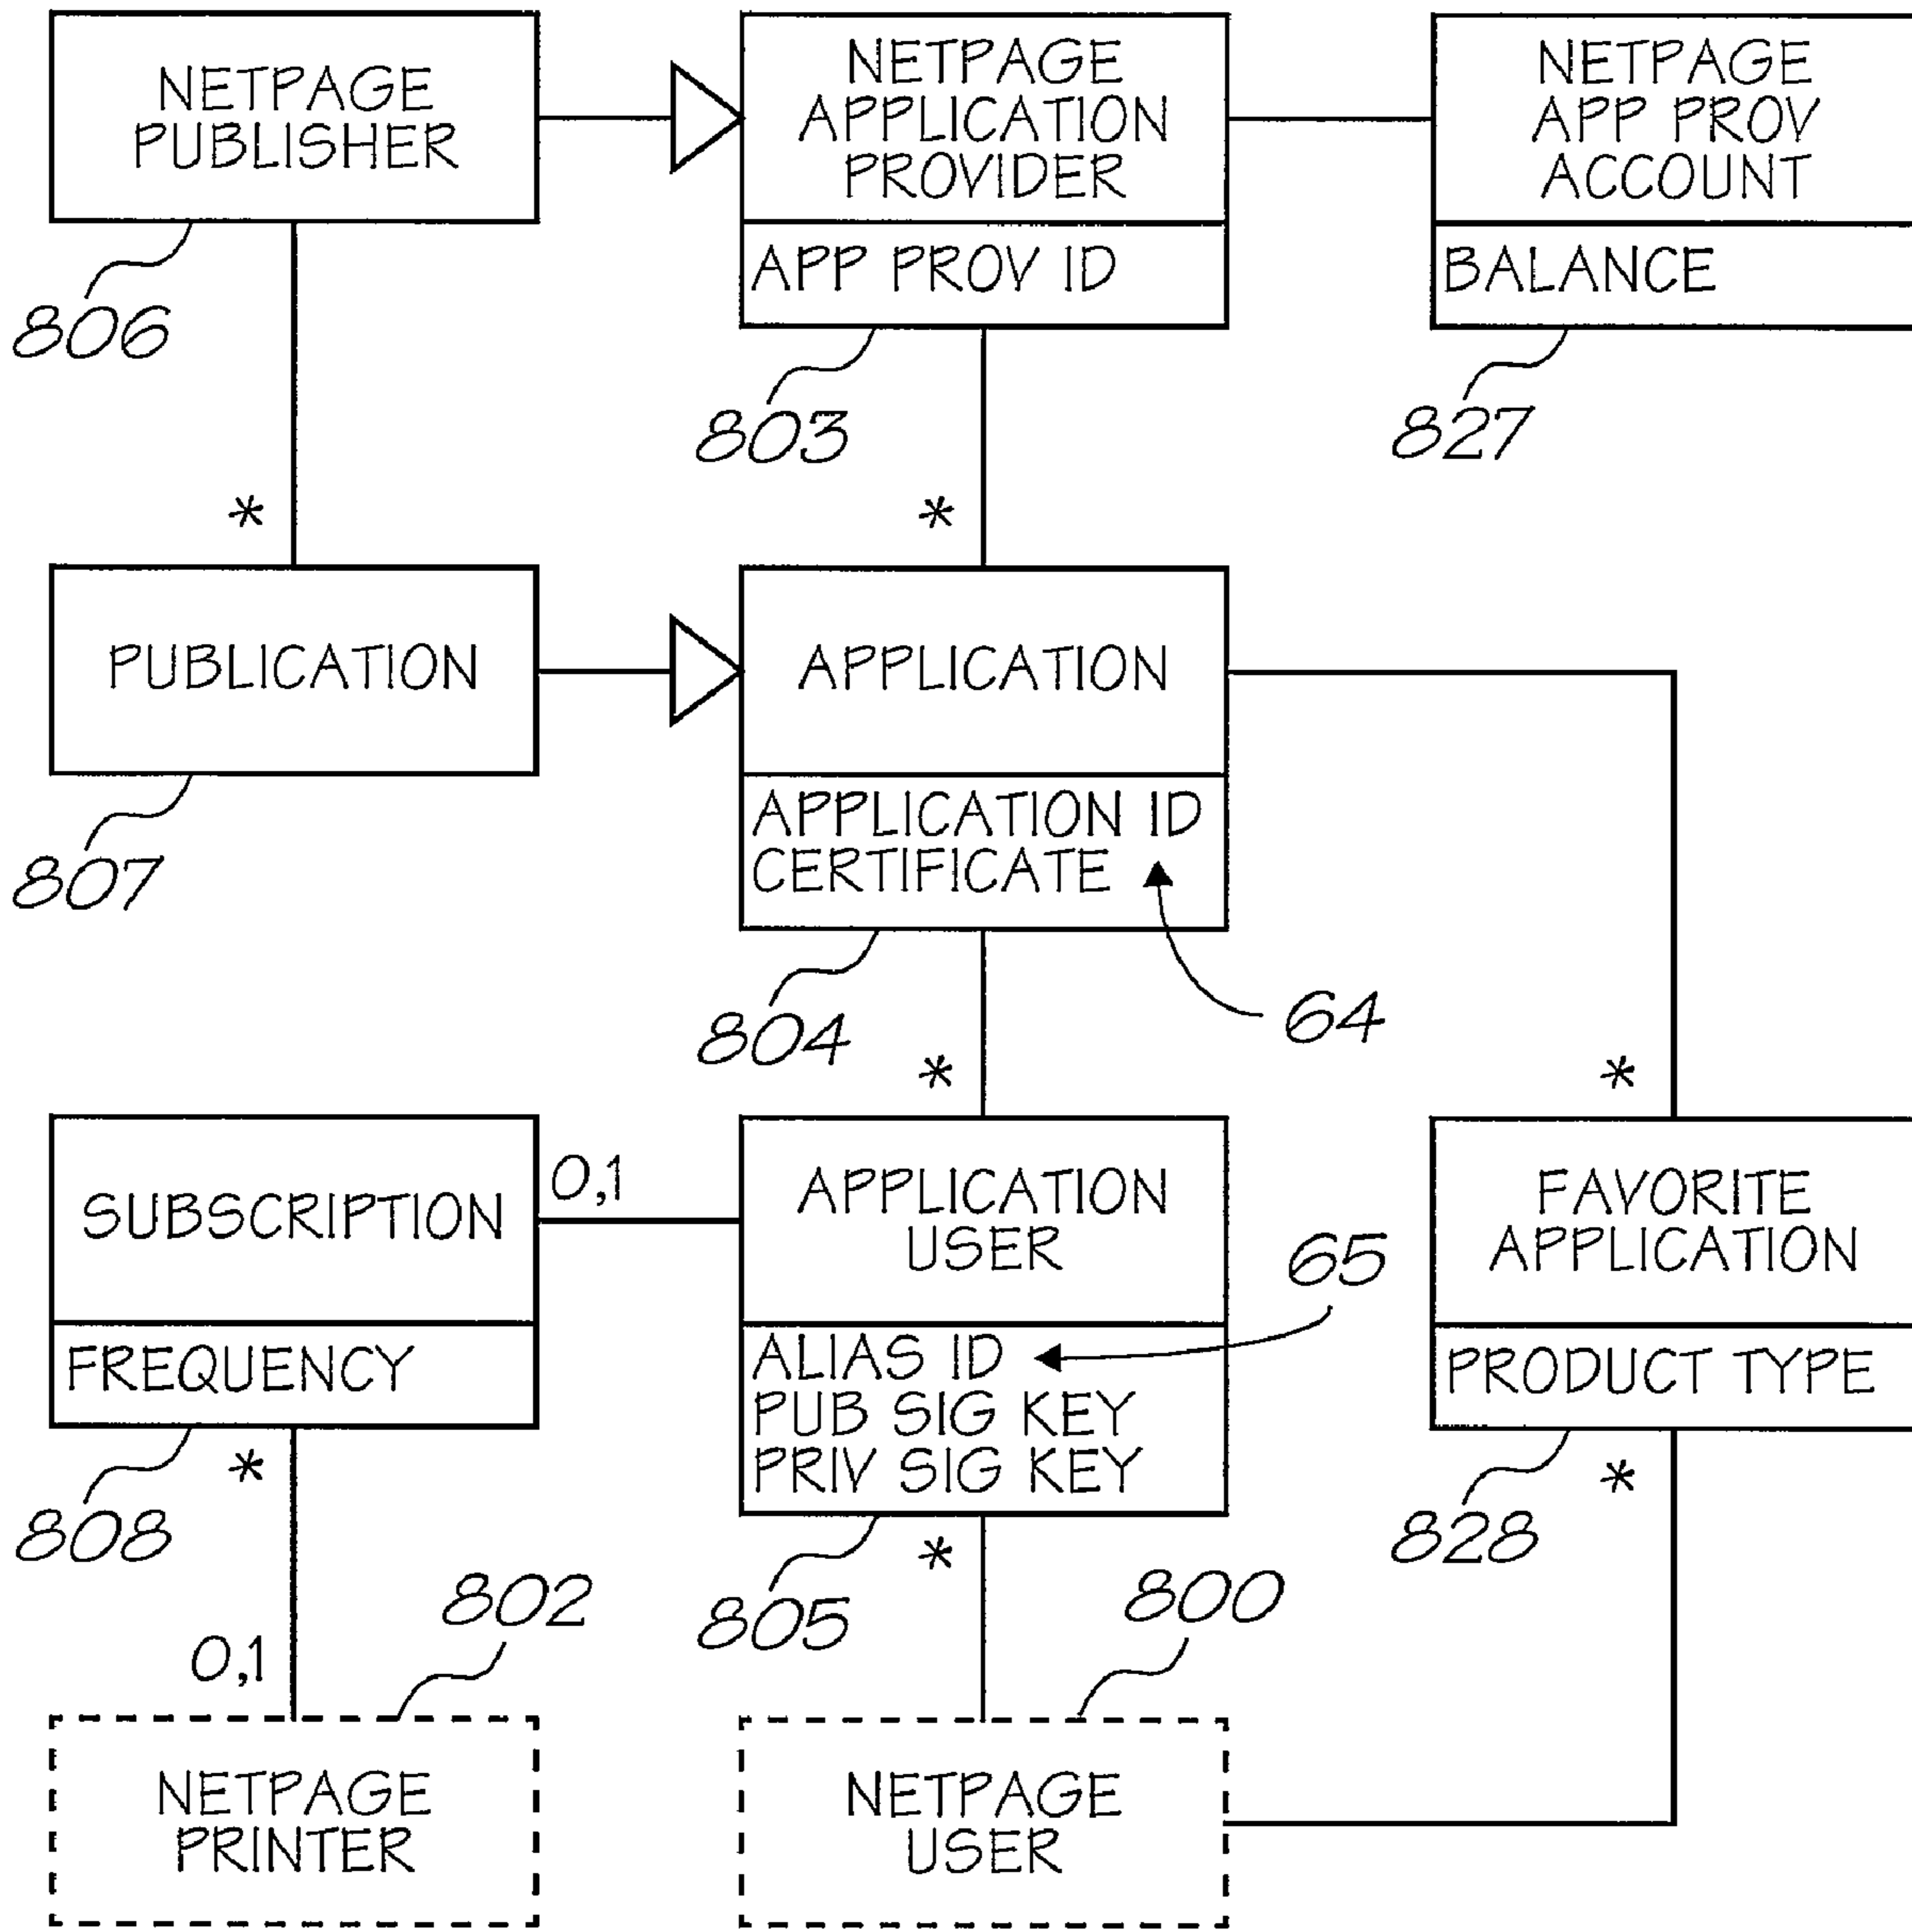 NETPAGE
PUBLISHER
806
NETPAGE
APPLICATION
PROVIDER
APP PROV ID
803
NETPAGE
APP PROV
ACCOUNT
BALANCE
827
*
*
PUBLICATION
807
APPLICATION
APPLICATION ID
CERTIFICATE
64
804
*
*
SUBSCRIPTION
FREQUENCY
808
0,1
APPLICATION
USER
ALIAS ID
PUB SIG KEY
PRIV SIG KEY
65
805
FAVORITE
APPLICATION
PRODUCT TYPE
828
*
*
*
0,1
802
800
NETPAGE
PRINTER
NETPAGE
USER